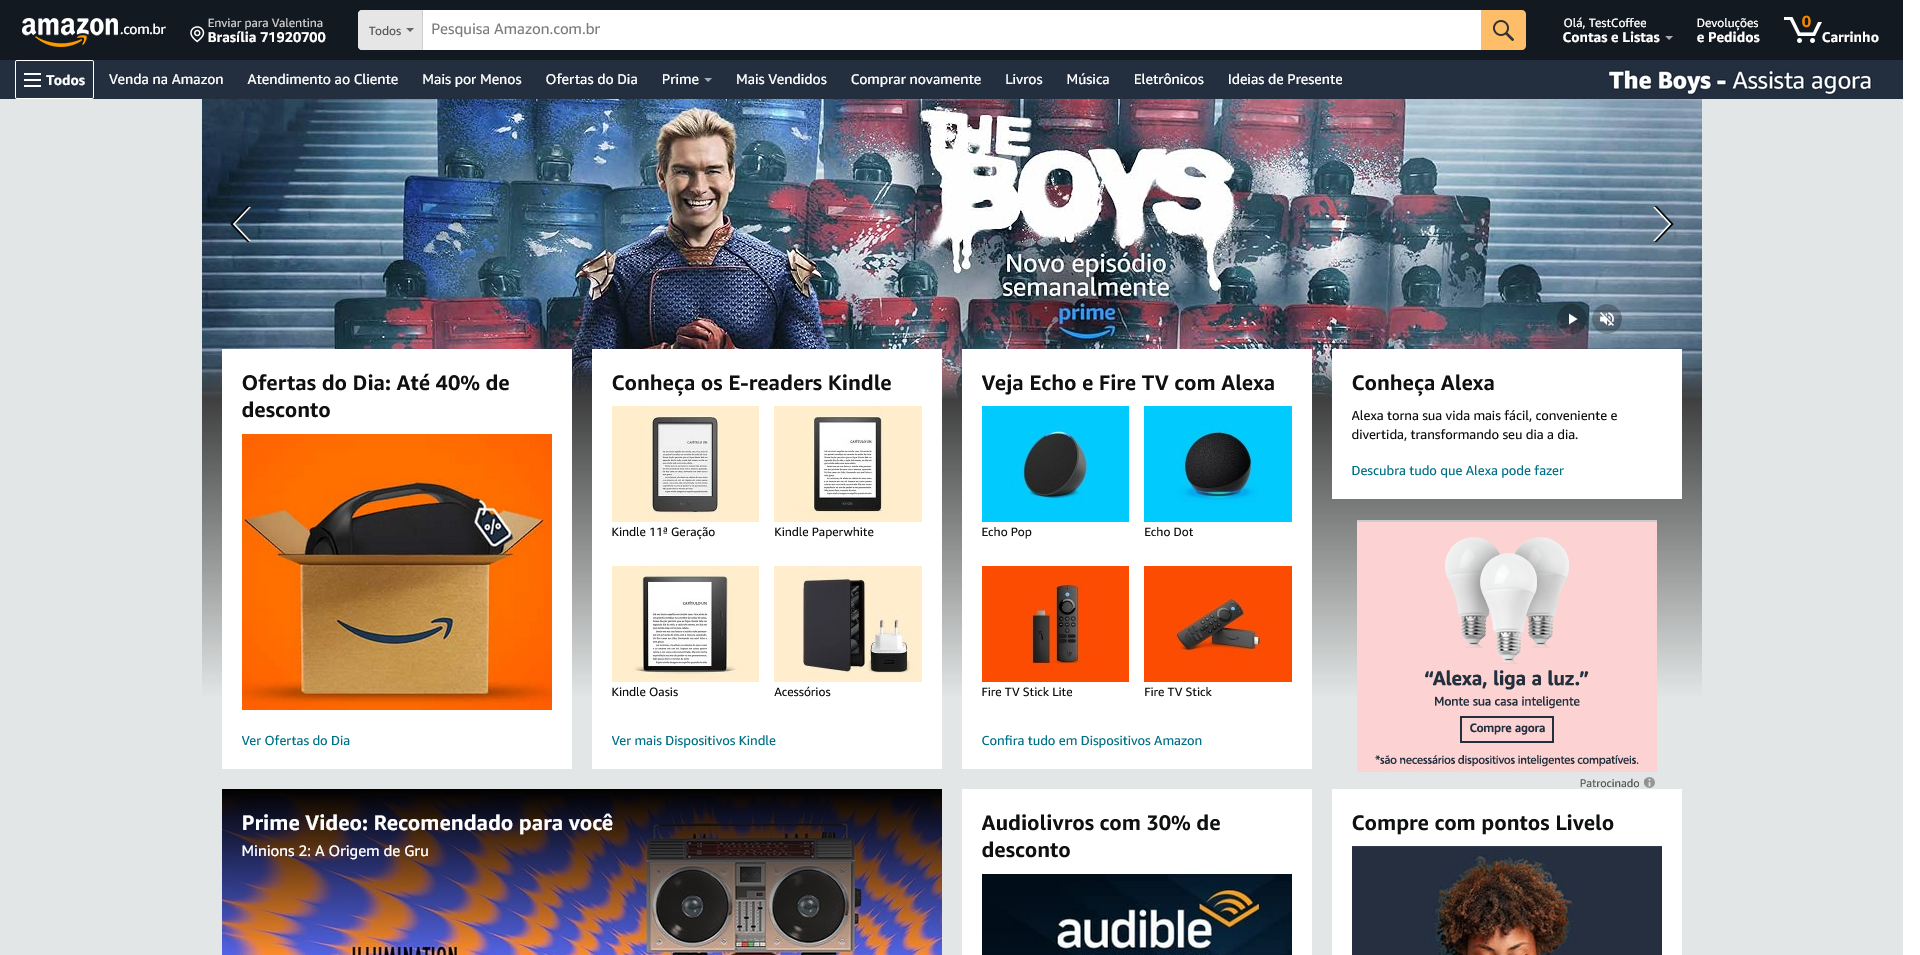 amazon.com.br
Enviar para Valentina
Brasília 71920700
Todos
Pesquisa Amazon.com.br
Olá, TestCoffee
Contas e Listas
Devoluções
e Pedidos
0
Carrinho
Todos
Venda na Amazon
Atendimento ao Cliente
Mais por Menos
Ofertas do Dia
Prime
Mais Vendidos
Comprar novamente
Livros
Música
Eletrônicos
Ideias de Presente
The Boys - Assista agora
THE
BOYS
Novo episódio
semanalmente
prime
Ofertas do Dia: Até 40% de
desconto
%
Ver Ofertas do Dia
Conheça os E-readers Kindle
Kindle 11ª Geração
Kindle Paperwhite
Kindle Oasis
Acessórios
Ver mais Dispositivos Kindle
Veja Echo e Fire TV com Alexa
Echo Pop
Echo Dot
Fire TV Stick Lite
Fire TV Stick
Confira tudo em Dispositivos Amazon
Conheça Alexa
Alexa torna sua vida mais fácil, conveniente e
divertida, transformando seu dia a dia.
Descubra tudo que Alexa pode fazer
“Alexa, liga a luz.”
Monte sua casa inteligente
Compre agora
*são necessários dispositivos inteligentes compatíveis.
Patrocinado
Prime Video: Recomendado para você
Minions 2: A Origem de Gru
ILLUMINATION
Audiolivros com 30% de
desconto
audible
Compre com pontos Livelo